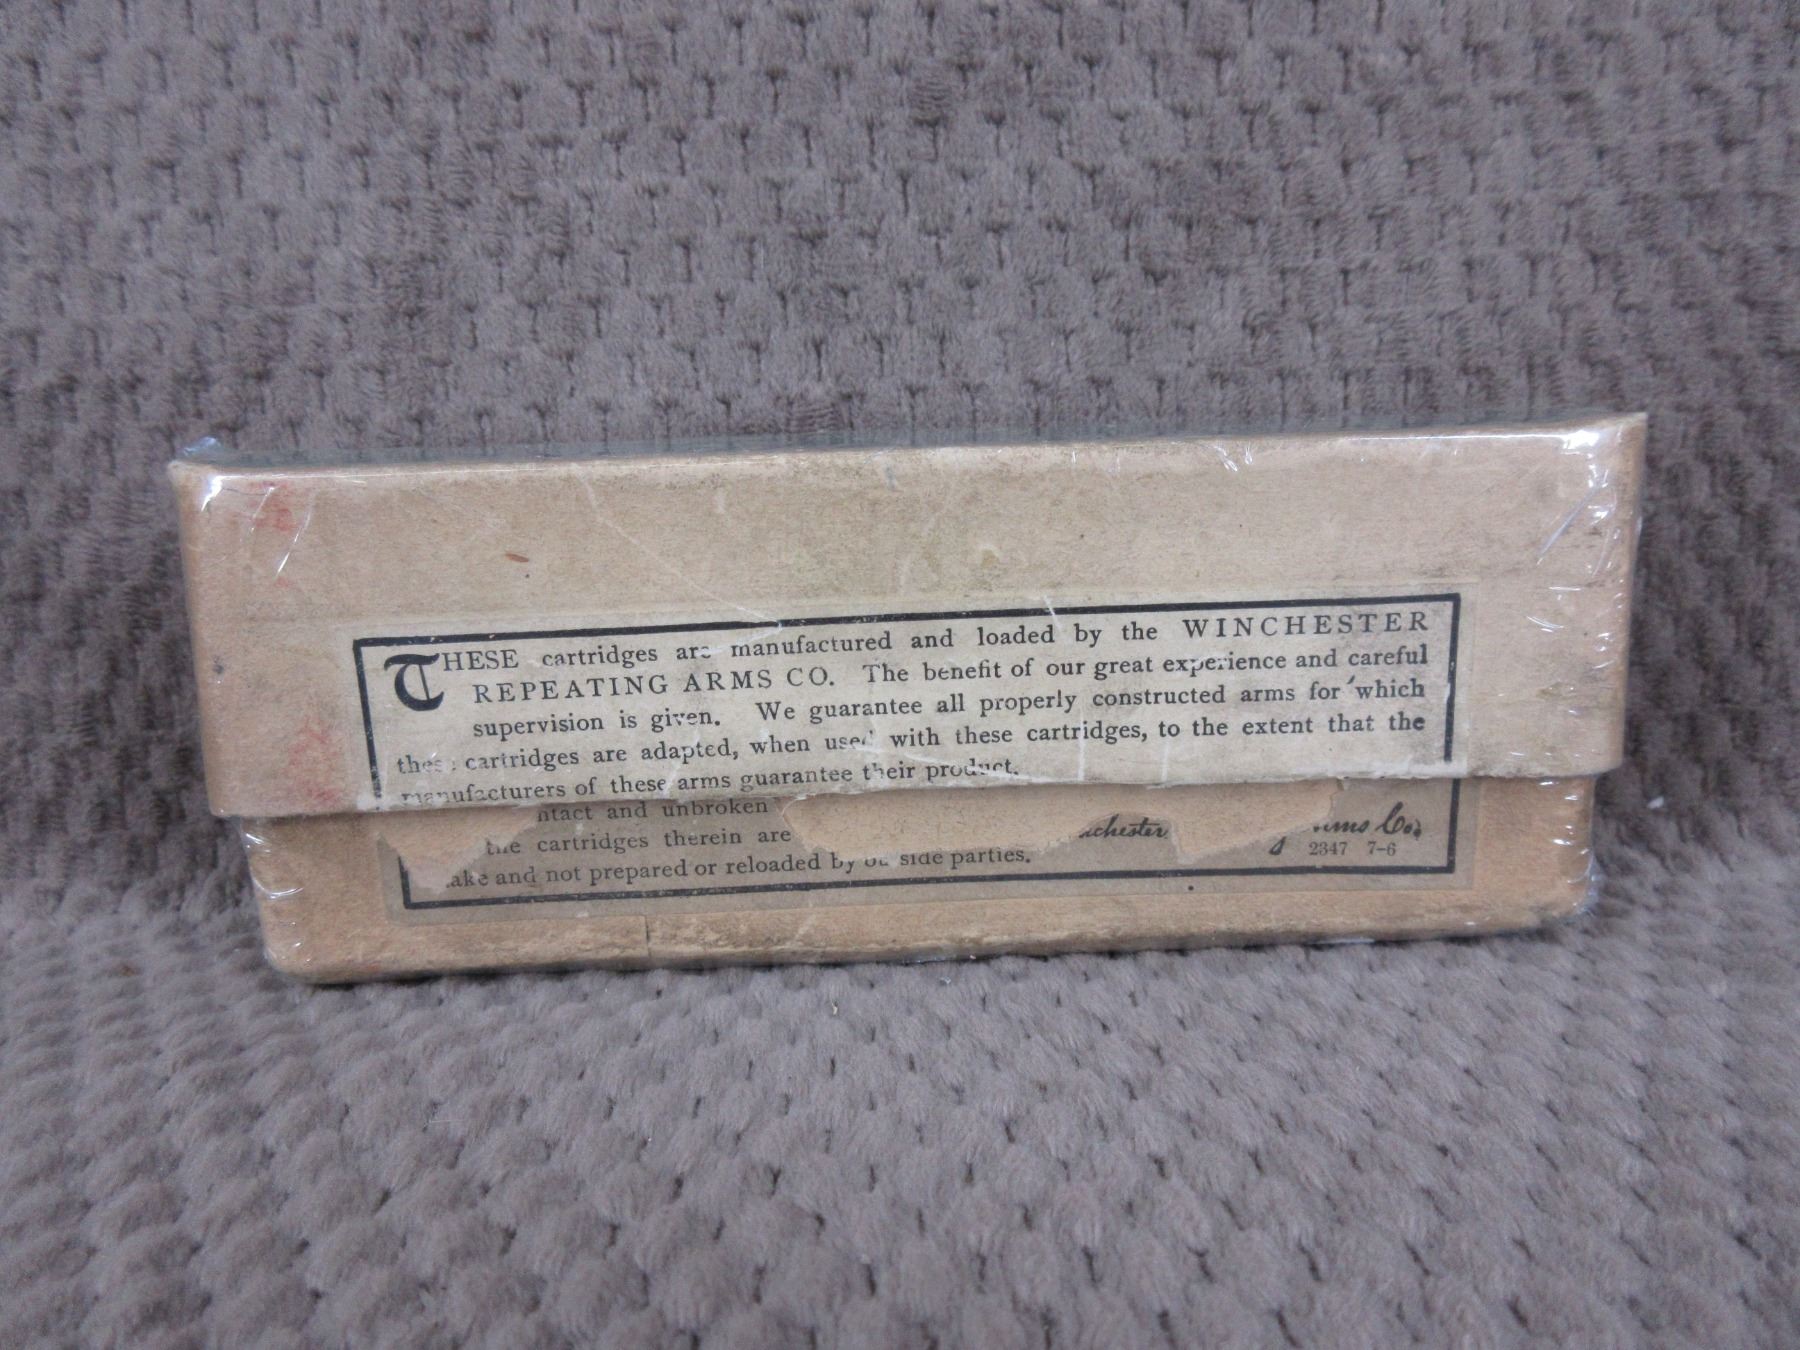 THESE cartridges are manufactured and loaded by the WINCHESTER
REPEATING ARMS CO. The benefit of our great experience and careful
supervision is given. We guarantee all properly constructed arms for which
these cartridges are adapted, when used with these cartridges, to the extent that the
manufacturers of these arms guarantee their product.
ntact and unbroken
the cartridges therein are chester Arms Co.
ake and not prepared or reloaded by outside parties. 2347 7-6